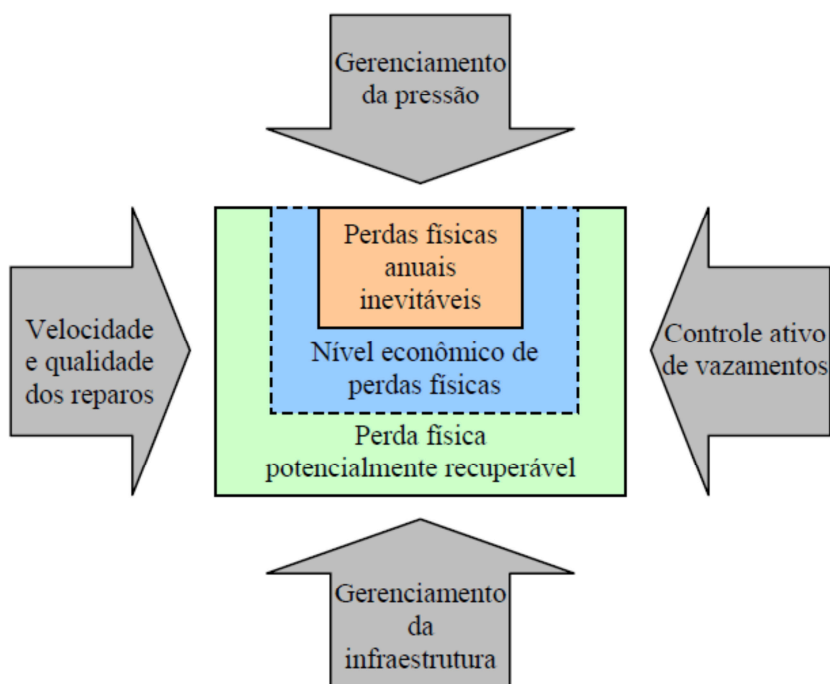 Gerenciamento
da pressão
Perdas físicas
anuais
inevitáveis
Velocidade
e qualidade
dos reparos
Nível econômico de
perdas físicas
Controle ativo
de vazamentos
Perda física
potencialmente recuperável
Gerenciamento
da
infraestrutura